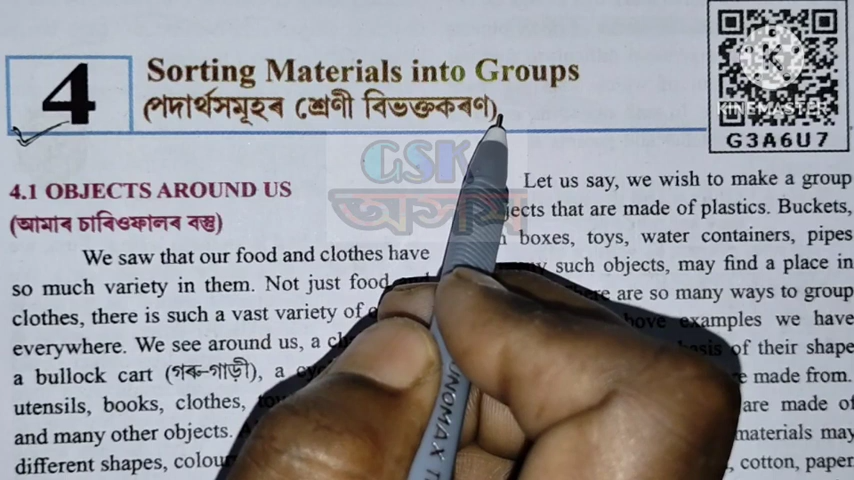 4
Sorting Materials into Groups
(পদাৰ্থসমূহৰ শ্ৰেণী বিভক্তকৰণ)
KINEMASTER
G3A6U7
GSK
অসম
4.1 OBJECTS AROUND US
(আমাৰ চাৰিওফালৰ বস্তু)
We saw that our food and clothes have
so much variety in them. Not just food
clothes, there is such a vast variety of
everywhere. We see around us, a
a bullock cart (গৰু-গাড়ী), a
utensils, books, clothes,
and many other objects.
different shapes,
Let us say, we wish to make a group
that are made of plastics. Buckets,
boxes, toys, water containers, pipes
such objects, may find a place in
are so many ways to group
examples we have
of their shape
made from.
are made of
materials may
, cotton, paper
UNOMAX